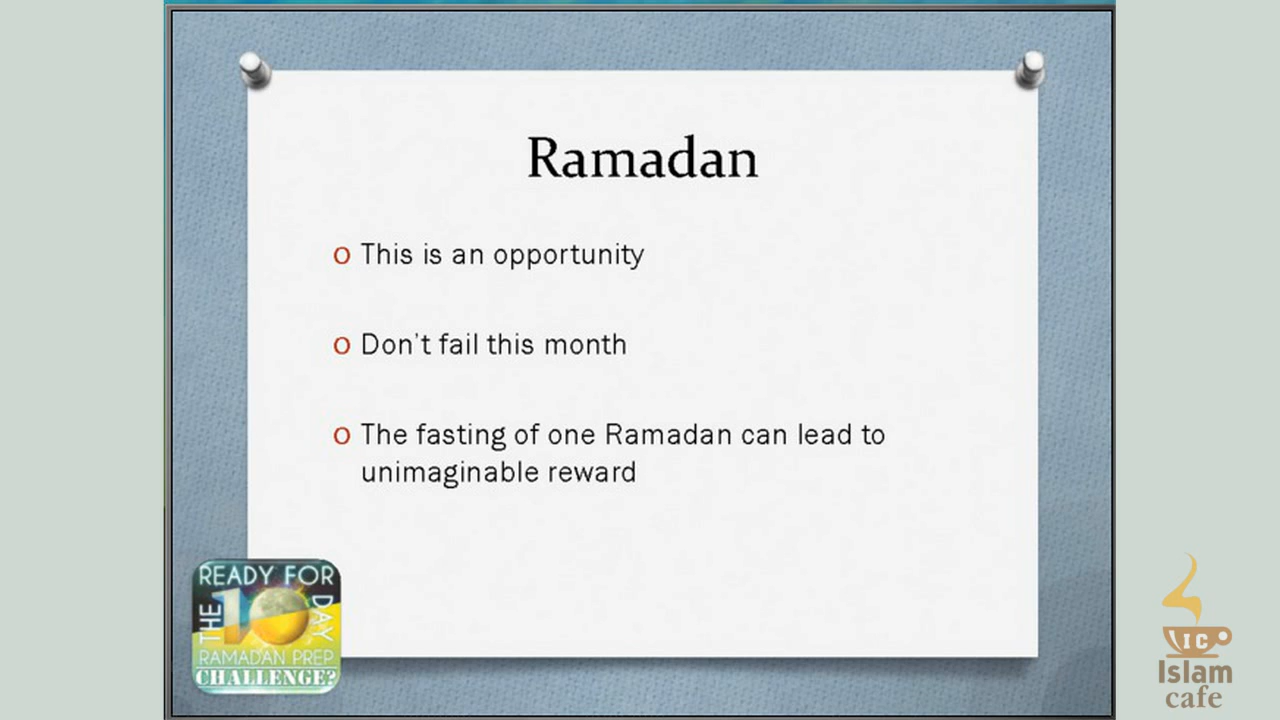 Ramadan
o This is an opportunity
o Don't fail this month
o The fasting of one Ramadan can lead to
unimaginable reward
READY FOR
THE 10 DAY
RAMADAN PREP
CHALLENGE?
IC
Islam
cafe